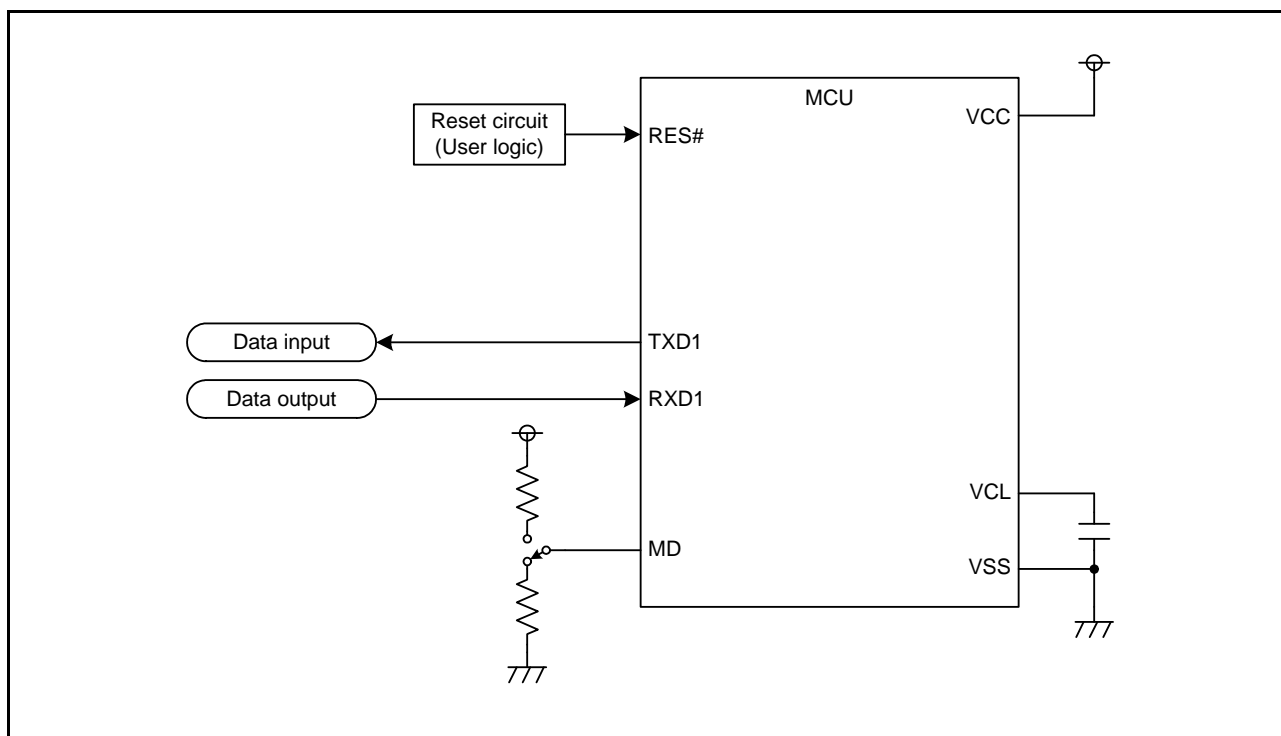 MCU
VCC
Reset circuit
(User logic)
RES#
Data input
TXD1
Data output
RXD1
VCL
MD
VSS